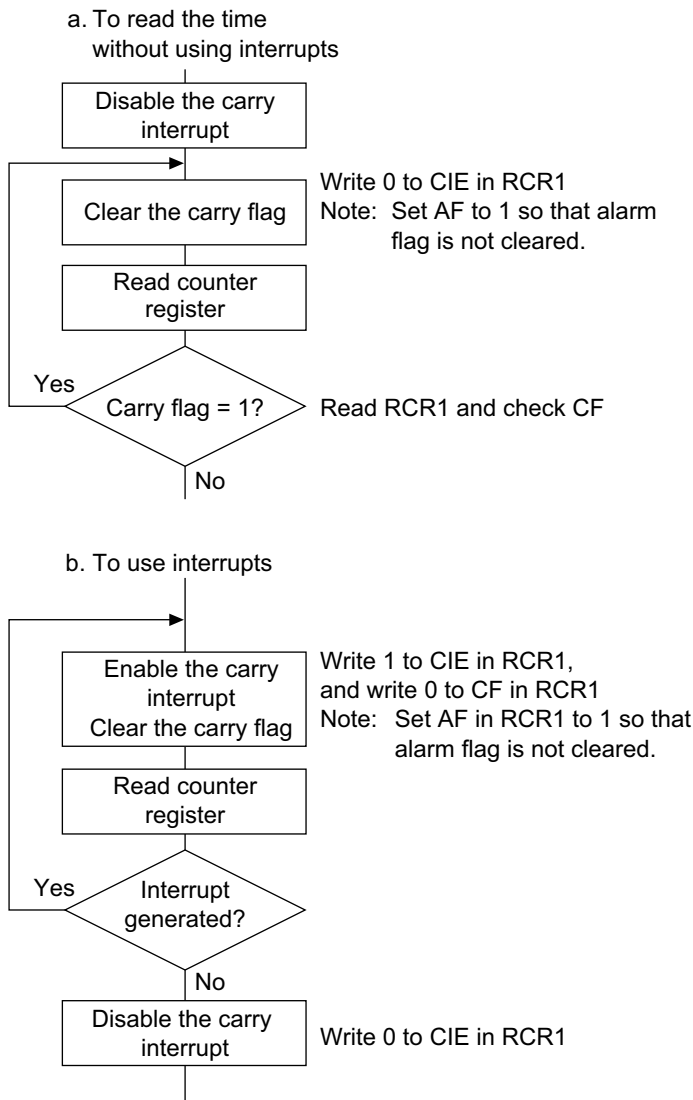 a. To read the time
without using interrupts
Disable the carry
interrupt
Write 0 to CIE in RCR1
Clear the carry flag
Note: Set AF to 1 so that alarm
flag is not cleared.
Read counter
register
Yes
Carry flag = 1?
Read RCR1 and check CF
No
b. To use interrupts
Enable the carry
interrupt
Clear the carry flag
Write 1 to CIE in RCR1,
and write 0 to CF in RCR1
Note: Set AF in RCR1 to 1 so that
alarm flag is not cleared.
Read counter
register
Yes
Interrupt
generated?
No
Disable the carry
interrupt
Write 0 to CIE in RCR1